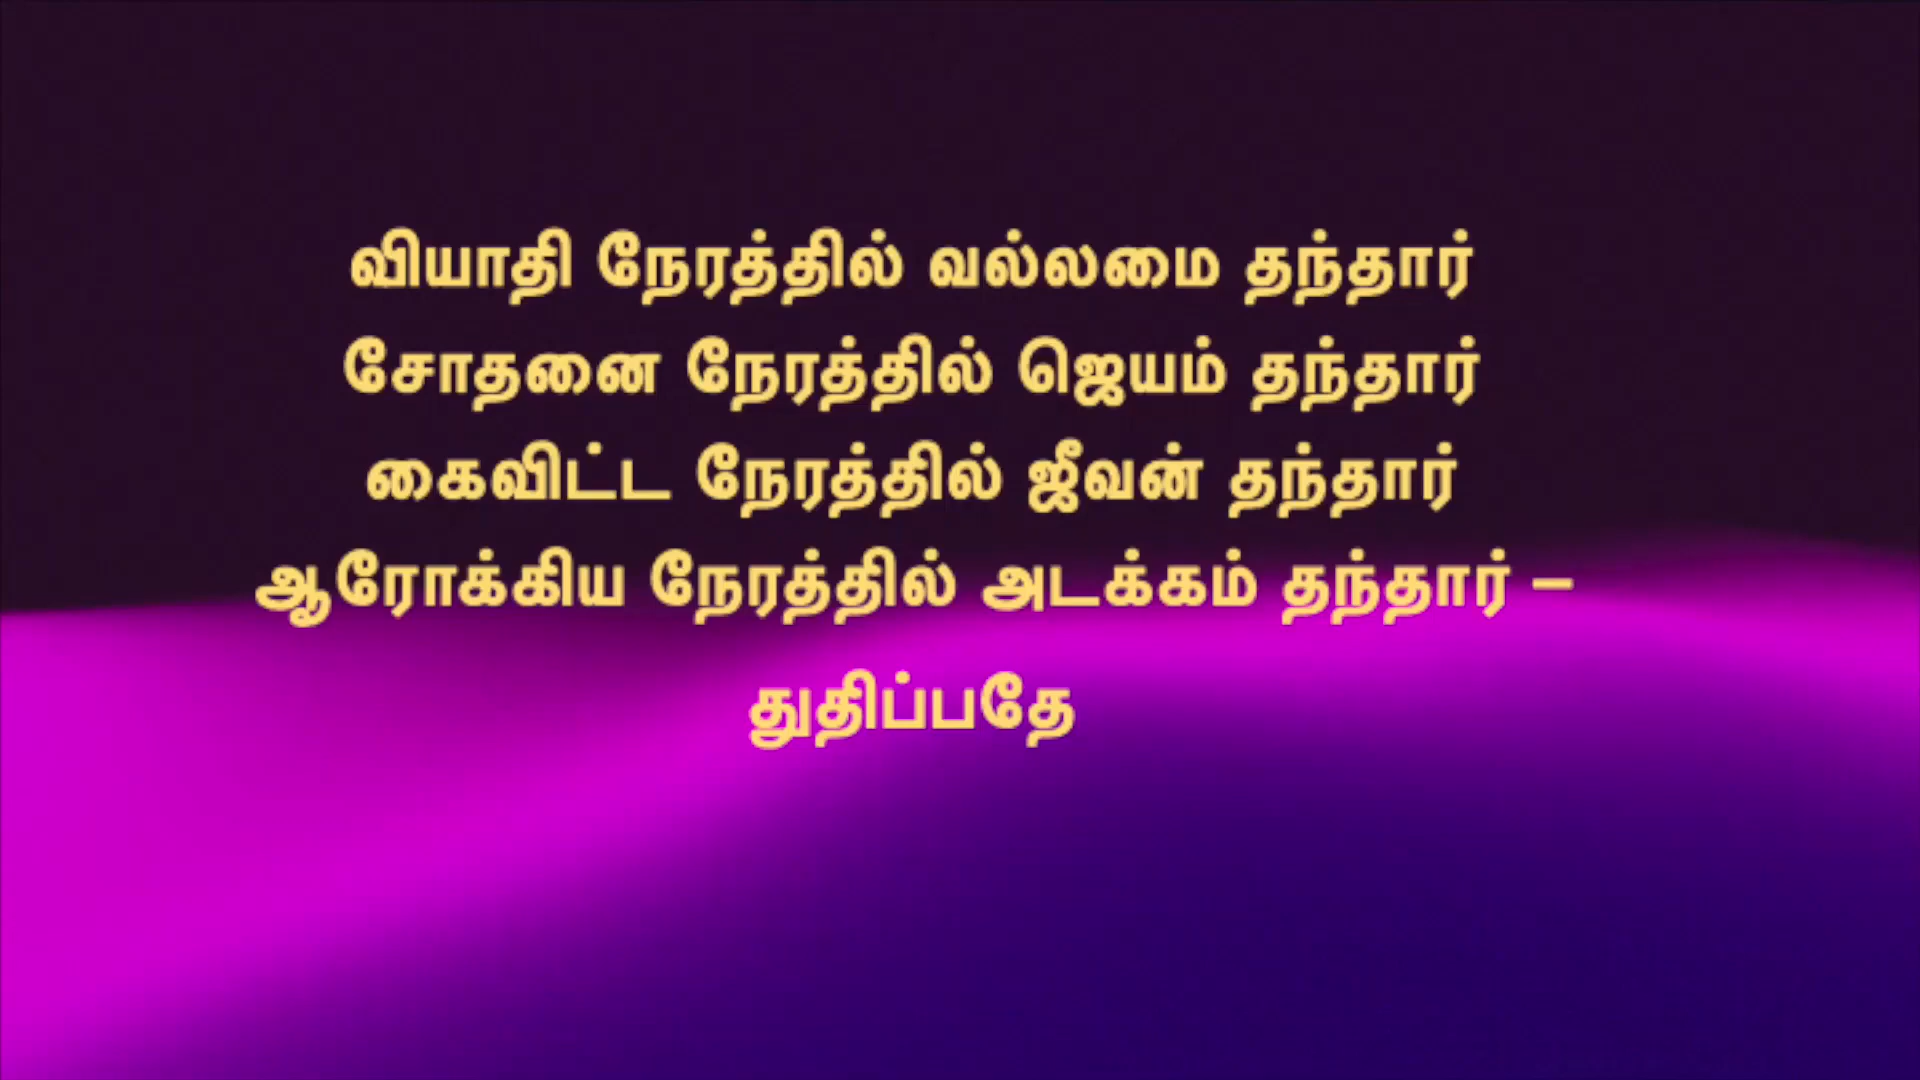 வியாதி நேரத்தில் வல்லமை தந்தார்
சோதனை நேரத்தில் ஜெயம் தந்தார்
கைவிட்ட நேரத்தில் ஜீவன் தந்தார்
ஆரோக்கிய நேரத்தில் அடக்கம் தந்தார் –
துதிப்பதே